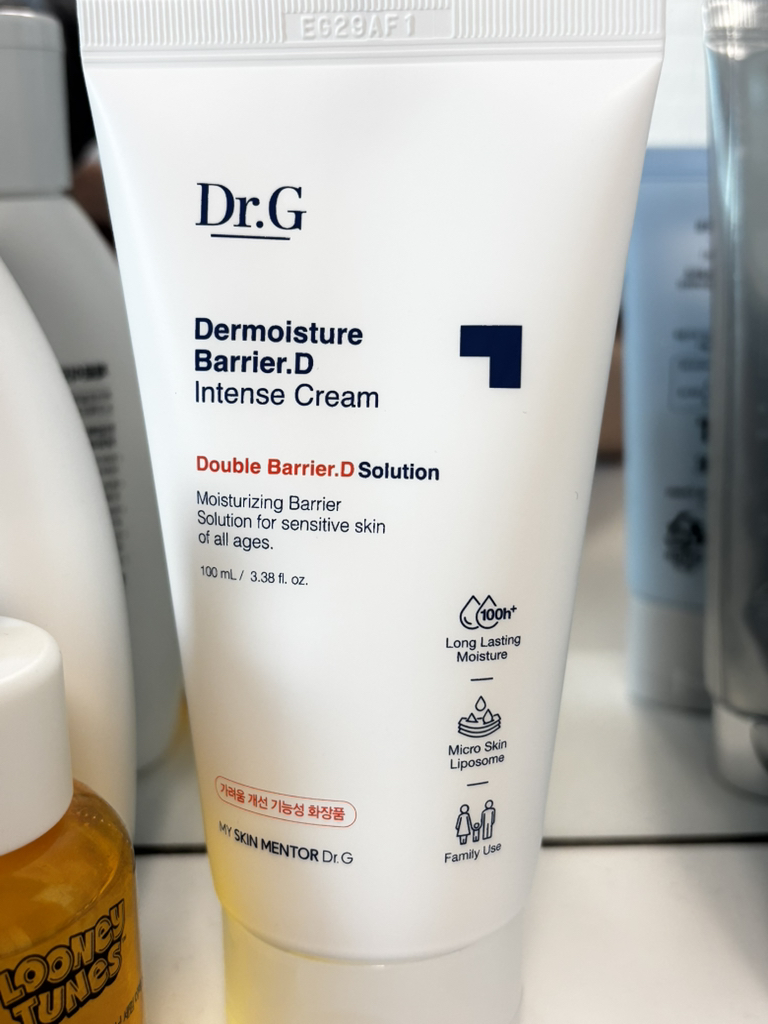 EG29AF1
Dr.G
Dermoisture
Barrier.D
Intense Cream
Double Barrier.D Solution
Moisturizing Barrier
Solution for sensitive skin
of all ages.
100 mL / 3.38 fl. oz.
100h+
Long Lasting
Moisture
Micro Skin
Liposome
Family Use
가려움 개선 기능성 화장품
MY SKIN MENTOR Dr.G
LOONEY
TUNES